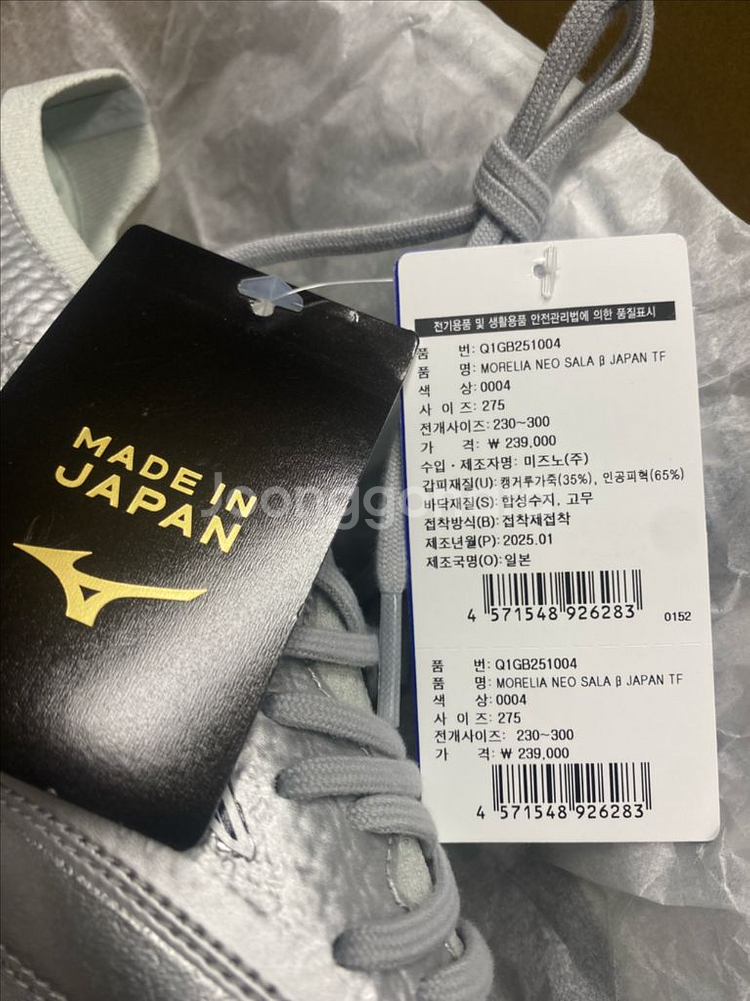 MADE IN
JAPAN
전기용품 및 생활용품 안전관리법에 의한 품질표시
품 번: Q1GB251004
품 명: MORELIA NEO SALA β JAPAN TF
색 상: 0004
사 이 즈: 275
전개사이즈: 230~300
가 격: ₩ 239,000
수입 · 제조자명: 미즈노(주)
갑피재질(U): 캥거루가죽(35%), 인공피혁(65%)
바닥재질(S): 합성수지, 고무
접착방식(B): 접착제접착
제조년월(P): 2025.01
제조국명(O): 일본
4 571548 926283
0152
품 번: Q1GB251004
품 명: MORELIA NEO SALA β JAPAN TF
색 상: 0004
사 이 즈: 275
전개사이즈: 230~300
가 격: ₩ 239,000
4 571548 926283